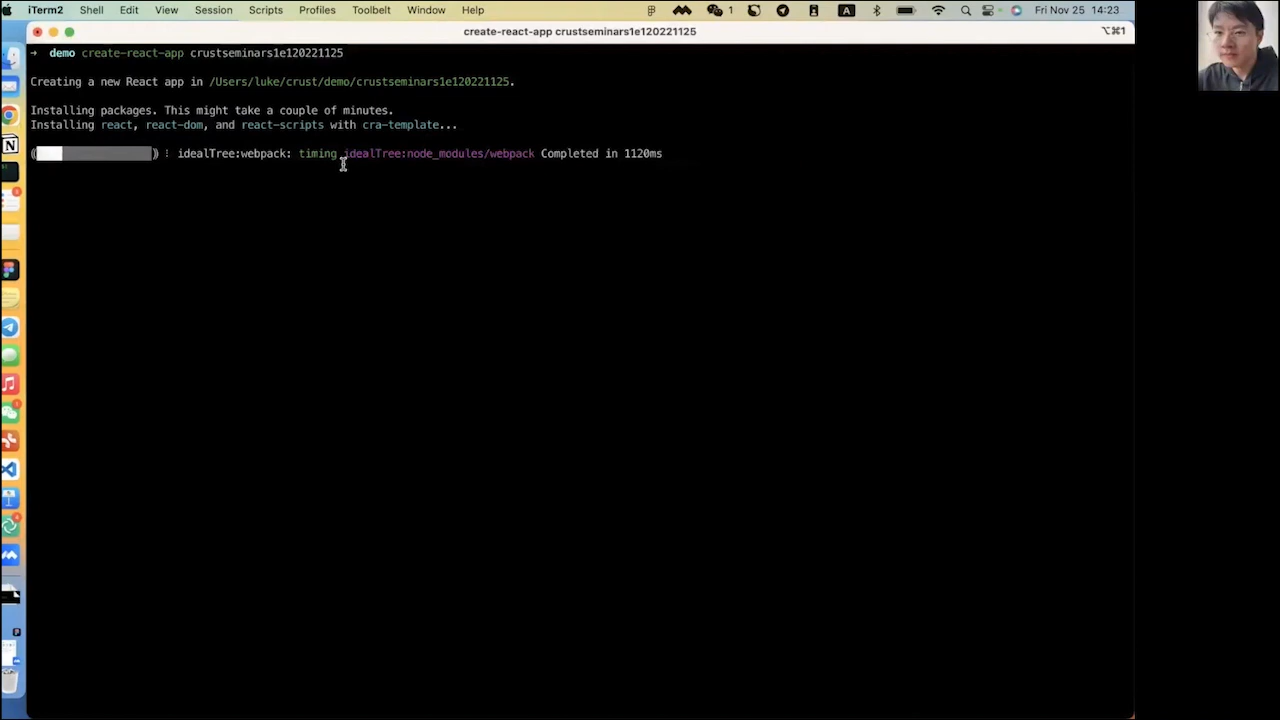 iTerm2 Shell Edit View Session Scripts Profiles Toolbelt Window Help 1 A Fri Nov 25 14:23
create-react-app crustseminars1e120221125 ⌥⌘1
→ demo create-react-app crustseminars1e120221125
Creating a new React app in /Users/luke/crust/demo/crustseminars1e120221125.
Installing packages. This might take a couple of minutes.
Installing react, react-dom, and react-scripts with cra-template...
idealTree:webpack: timing idealTree:node_modules/webpack Completed in 1120ms